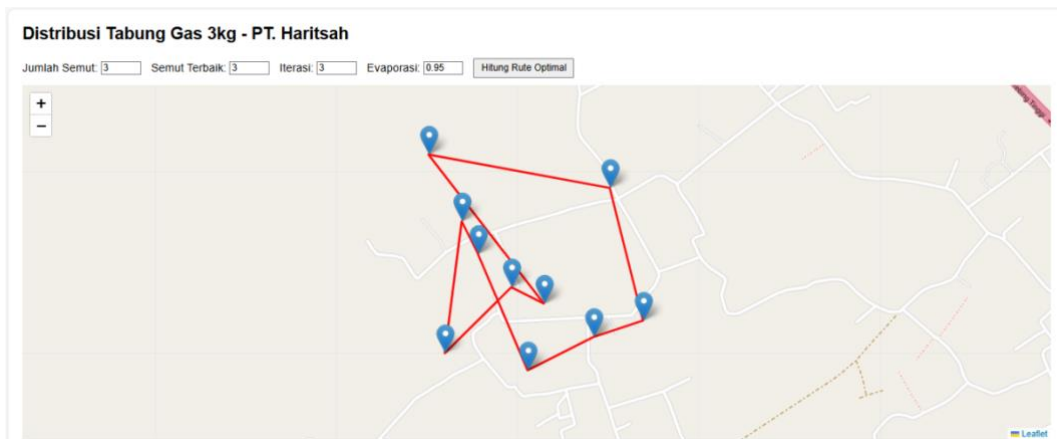 Distribusi Tabung Gas 3kg - PT. Haritsah
Jumlah Semut: 3 Semut Terbaik: 3 Iterasi: 3 Evaporasi: 0.95 Hitung Rute Optimal
+
−
Tinggi
Leaflet